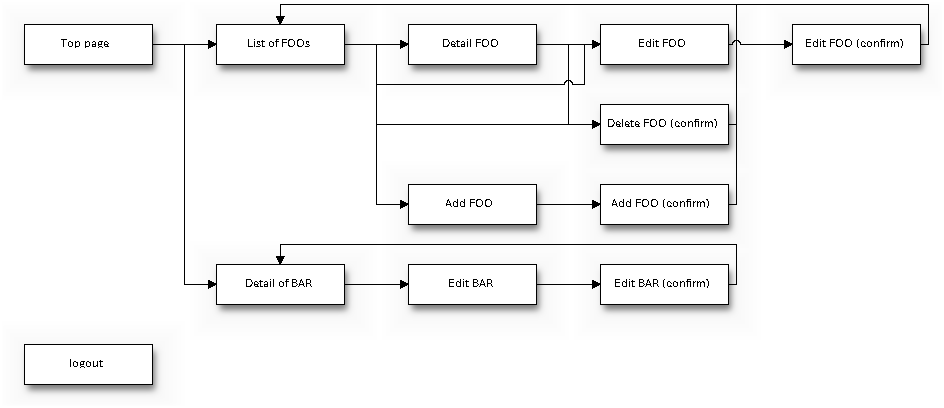 Top page
List of FOOs
Detail FOO
Edit FOO
Edit FOO (confirm)
Delete FOO (confirm)
Add FOO
Add FOO (confirm)
Detail of BAR
Edit BAR
Edit BAR (confirm)
logout